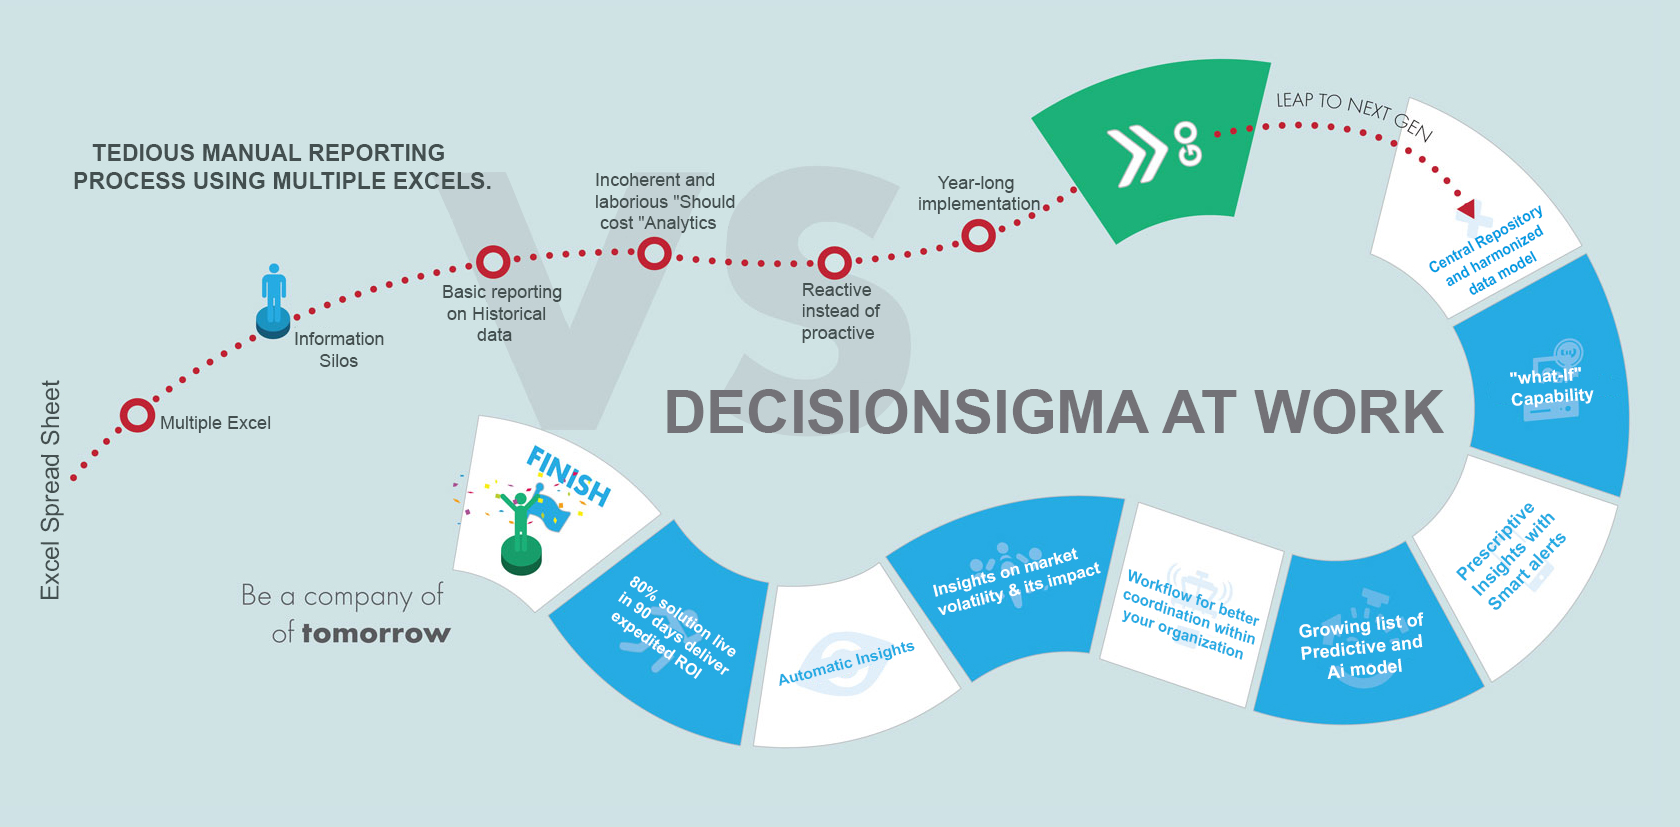 TEDIOUS MANUAL REPORTING
PROCESS USING MULTIPLE EXCELS.
Excel Spread Sheet
Multiple Excel
Information
Silos
Basic reporting
on Historical
data
Incoherent and
laborious "Should
cost "Analytics
Reactive
instead of
proactive
Year-long
implementation
GO
LEAP TO NEXT GEN
VS
DECISIONSIGMA AT WORK
Central Repository
and harmonized
data model
"what-If"
Capability
Prescriptive
Insights with
Smart alerts
Growing list of
Predictive and
Ai model
Workflow for better
coordination within
your organization
Insights on market
volatility & its impact
Automatic Insights
80% solution live
in 90 days deliver
expedited ROI
FINISH
Be a company of
of tomorrow